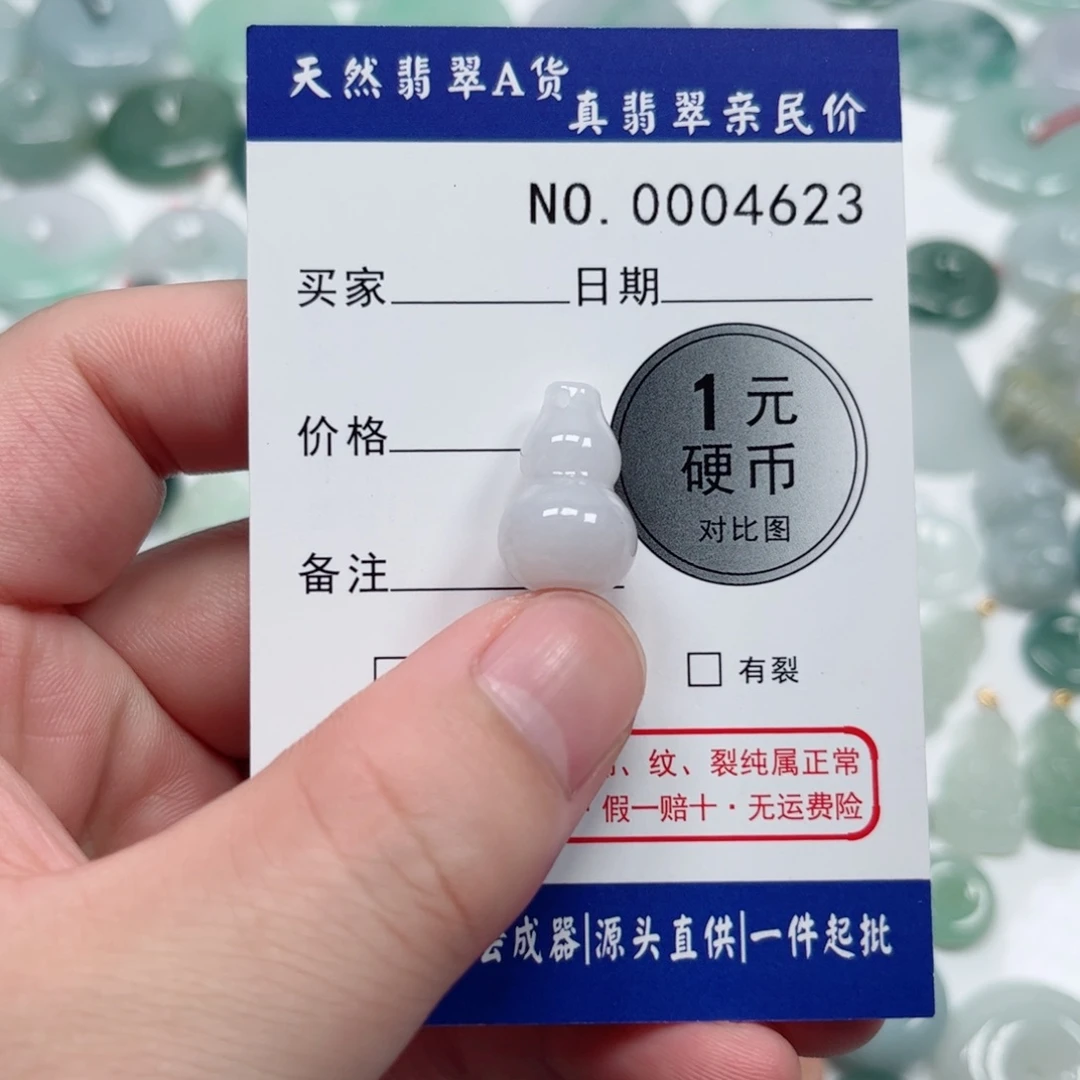 天然翡翠A货
真翡翠亲民价
NO. 0004623
买家 日期
1元
硬币
对比图
价格
备注
有裂
、纹、裂纯属正常
·假一赔十·无运费险
成器|源头直供|一件起批